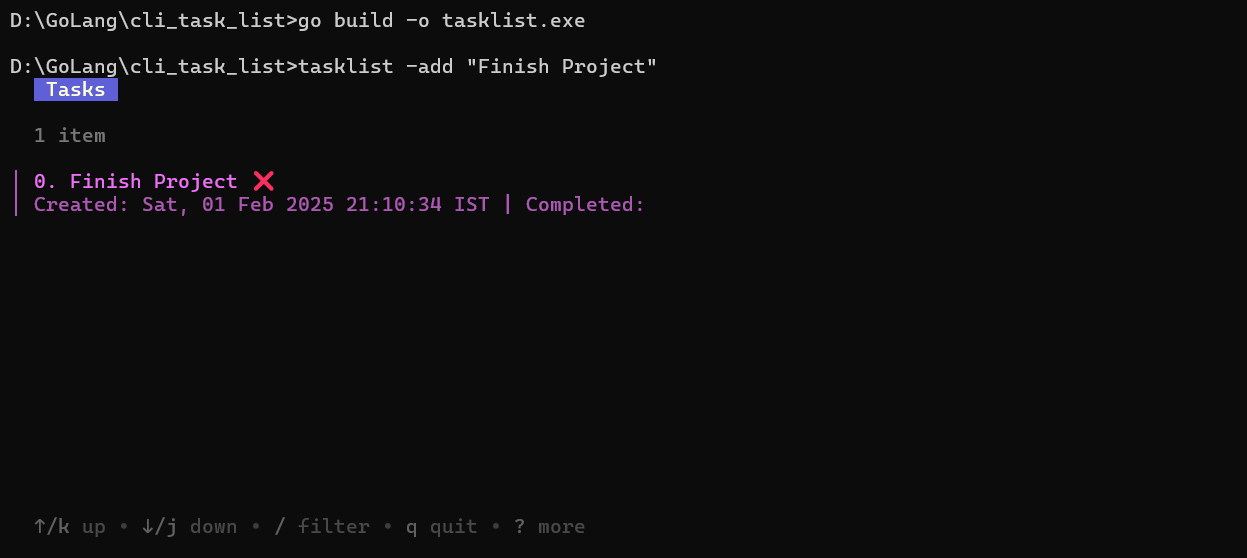 D:\GoLang\cli_task_list>go build -o tasklist.exe
D:\GoLang\cli_task_list>tasklist -add "Finish Project"
Tasks
1 item
0. Finish Project ❌
Created: Sat, 01 Feb 2025 21:10:34 IST | Completed:
↑/k up • ↓/j down • / filter • q quit • ? more